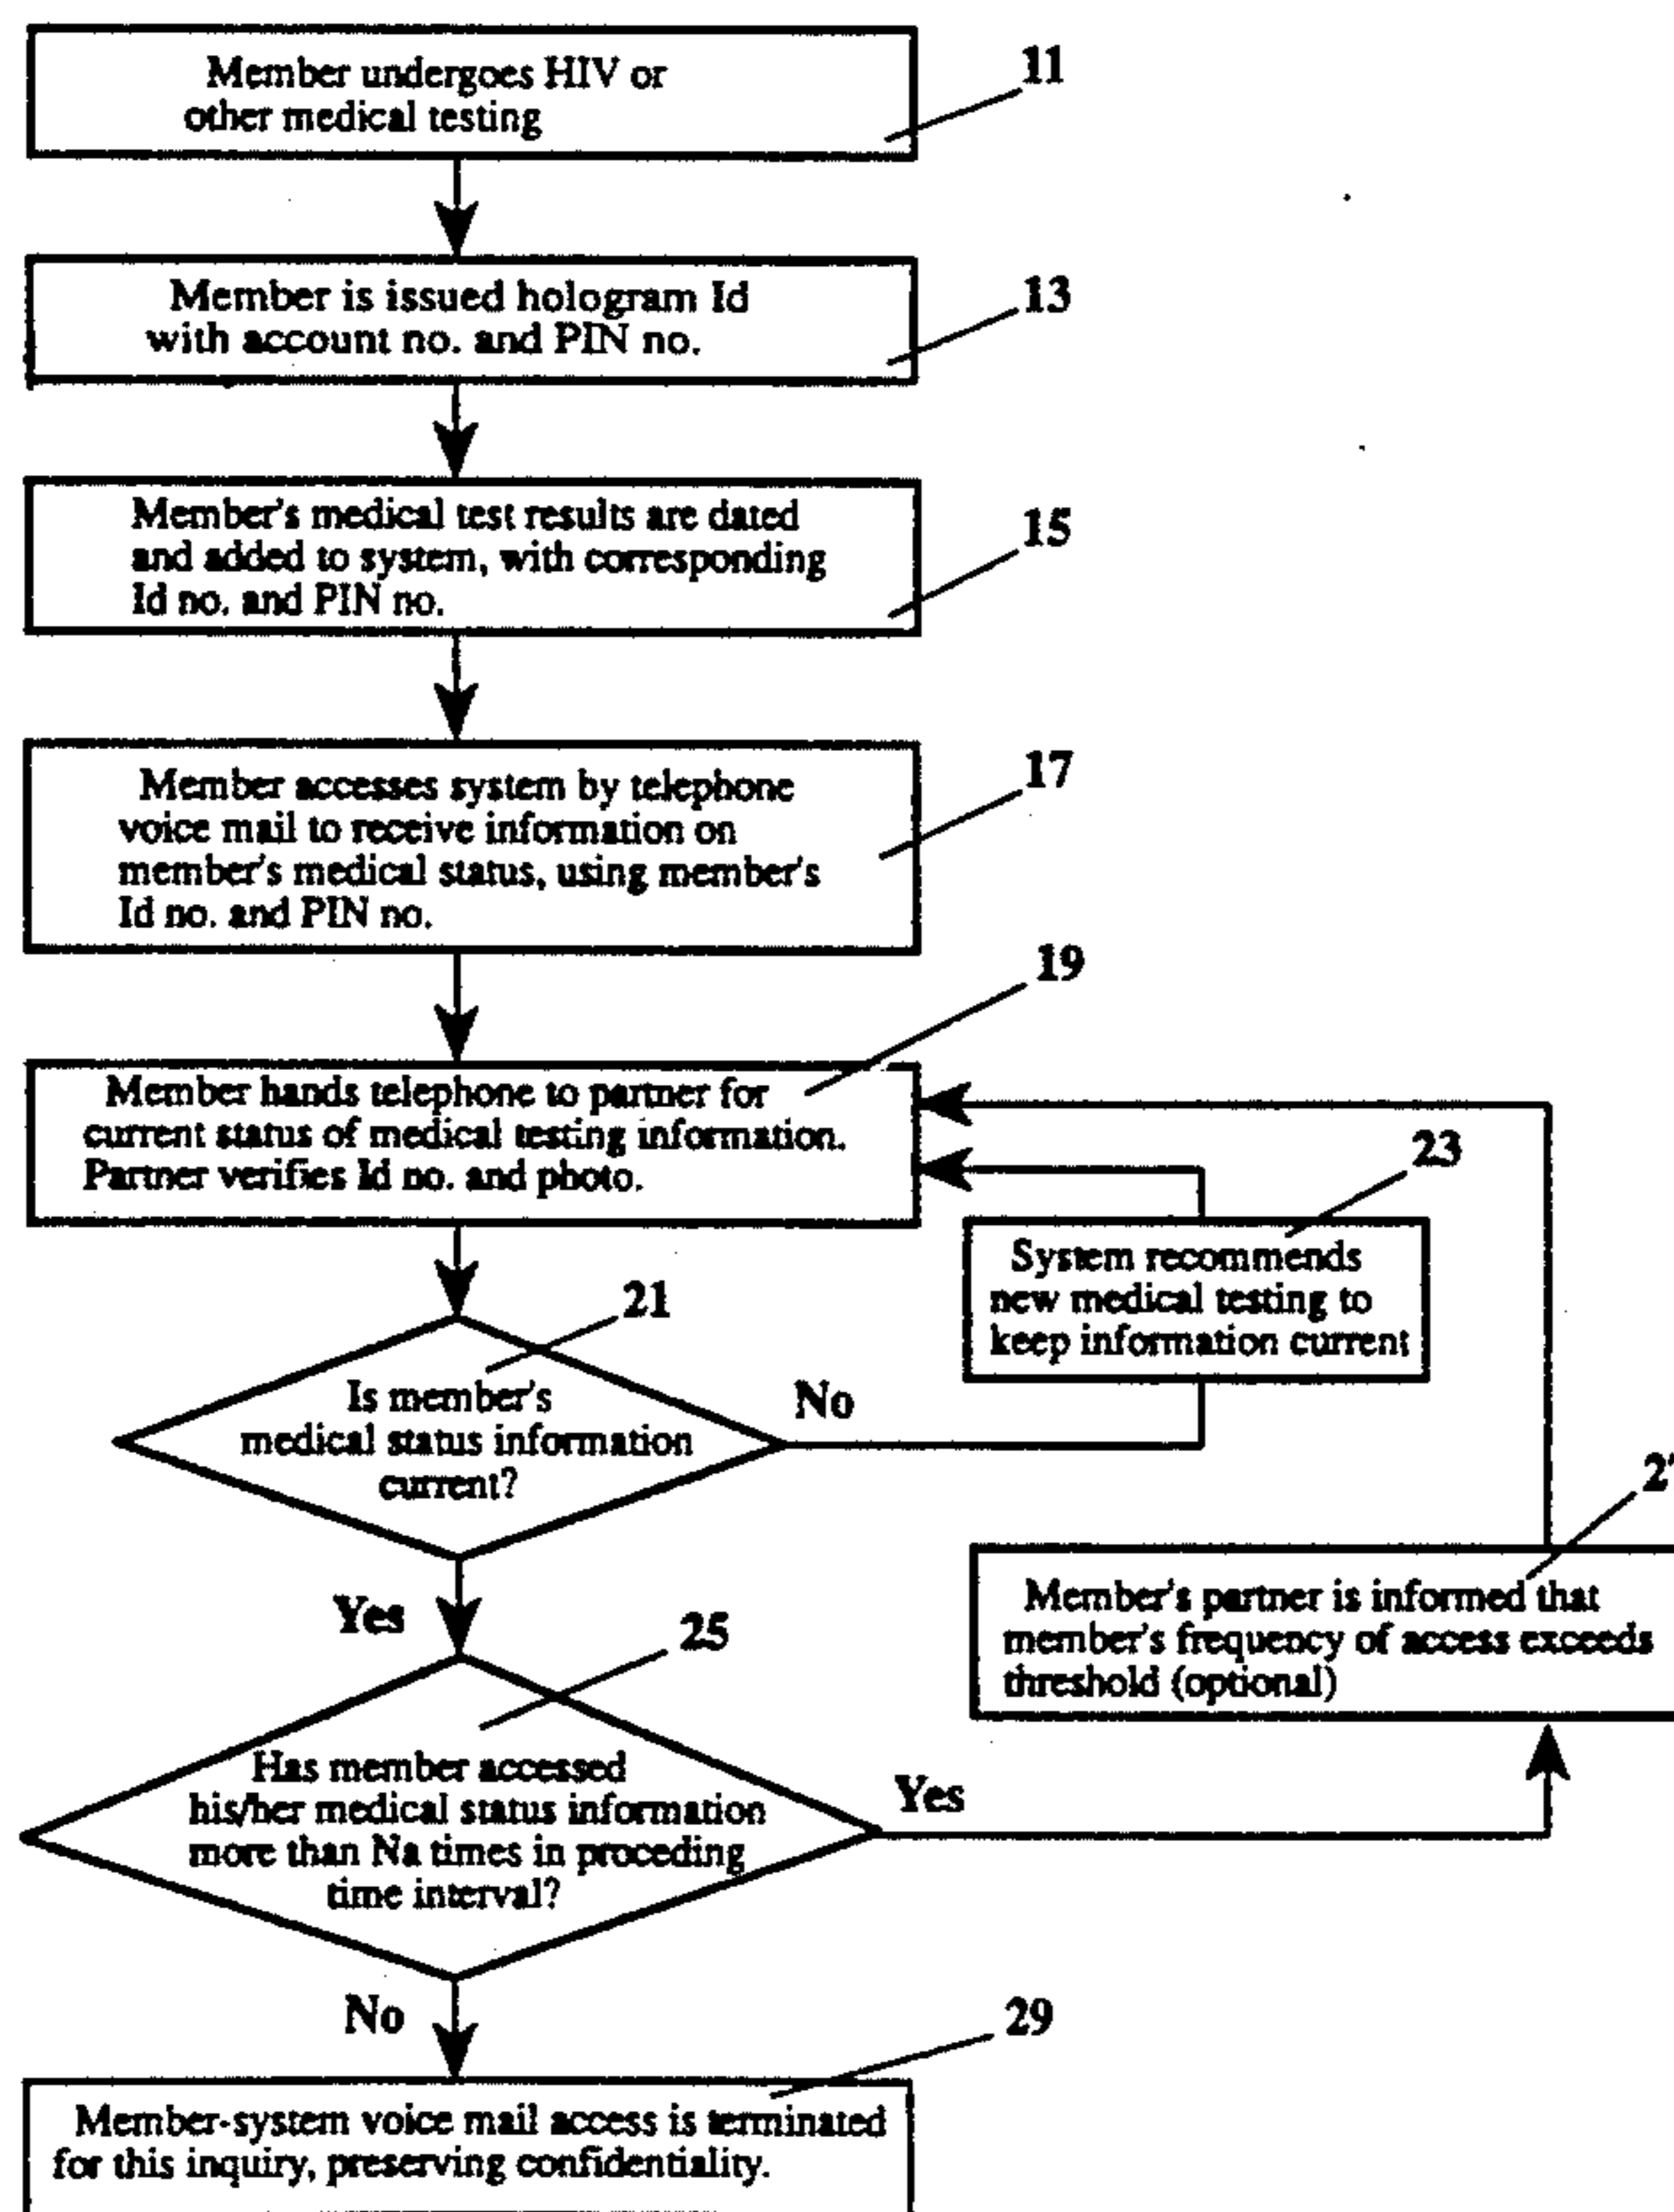 Member undergoes HIV or
other medical testing
11
Member is issued hologram Id
with account no. and PIN no.
13
Member's medical test results are dated
and added to system, with corresponding
Id no. and PIN no.
15
Member accesses system by telephone
voice mail to receive information on
member's medical status, using member's
Id no. and PIN no.
17
Member hands telephone to partner for
current status of medical testing information.
Partner verifies Id no. and photo.
19
21
Is member's
medical status information
current?
No
23
System recommends
new medical testing to
keep information current
Yes
25
Has member accessed
his/her medical status information
more than Na times in proceding
time interval?
Yes
Member's partner is informed that
member's frequency of access exceeds
threshold (optional)
No
29
Member-system voice mail access is terminated
for this inquiry, preserving confidentiality.